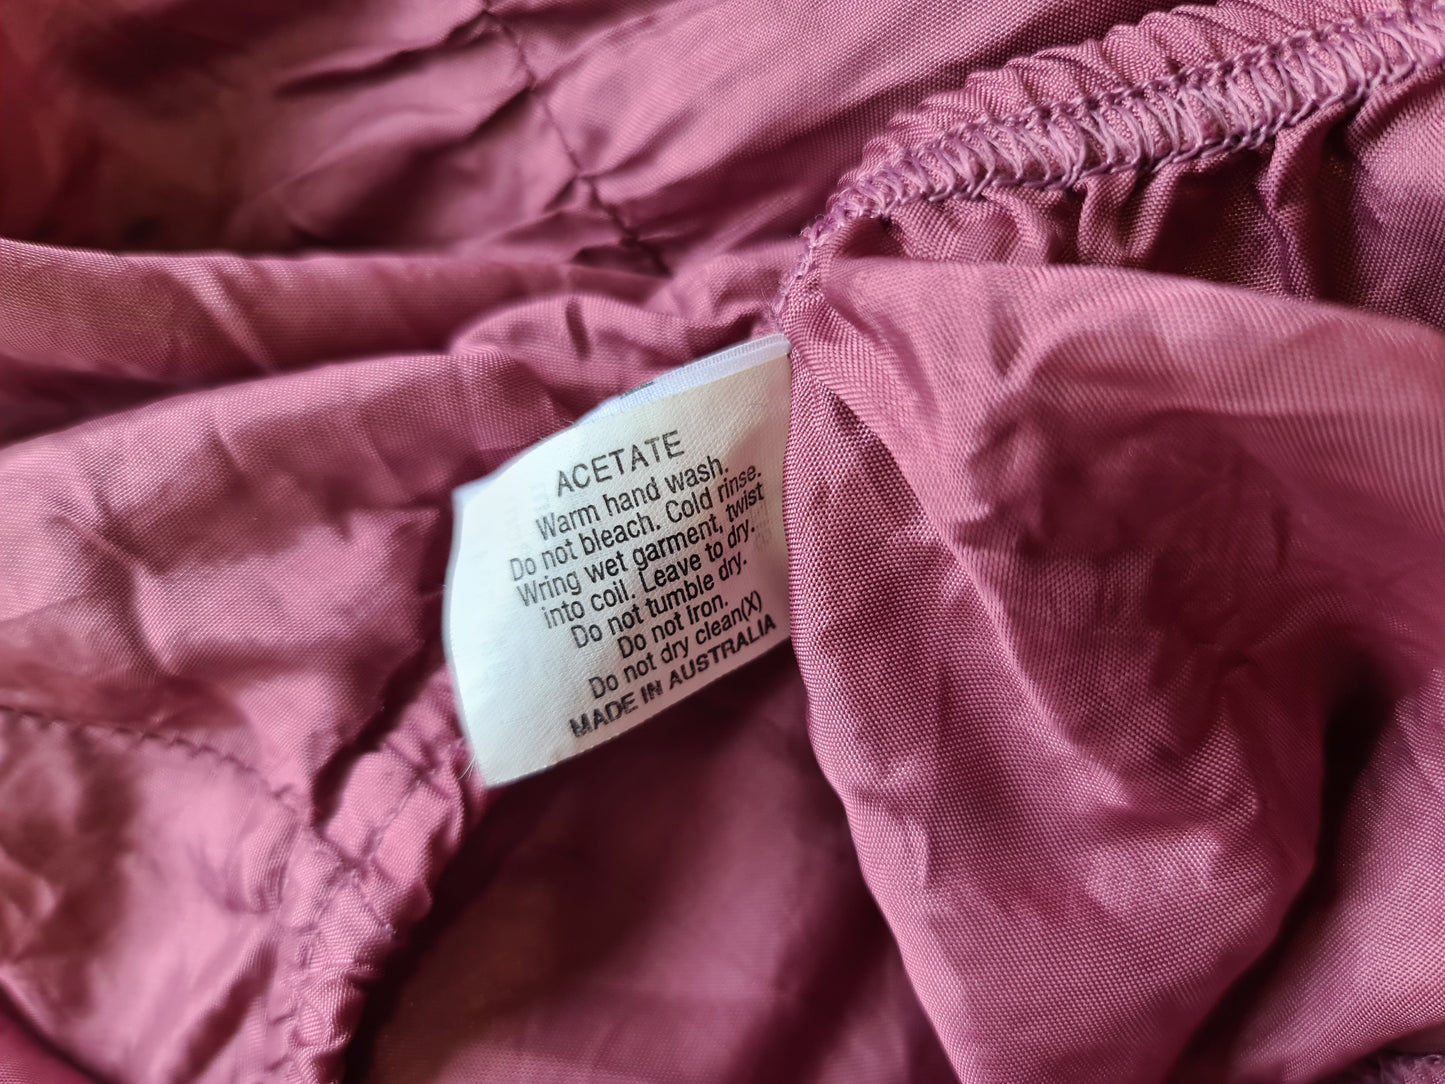 ACETATE
Warm hand wash.
Do not bleach. Cold rinse.
Wring wet garment, twist
into coil. Leave to dry.
Do not tumble dry.
Do not Iron.
Do not dry clean(X)
MADE IN AUSTRALIA